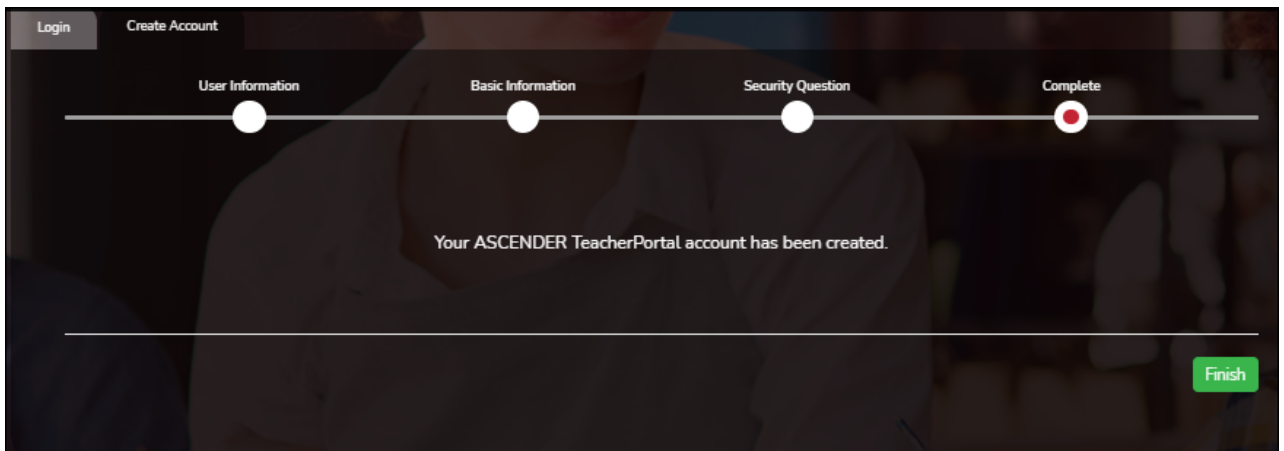 Login Create Account
User Information Basic Information Security Question Complete
Your ASCENDER TeacherPortal account has been created.
Finish